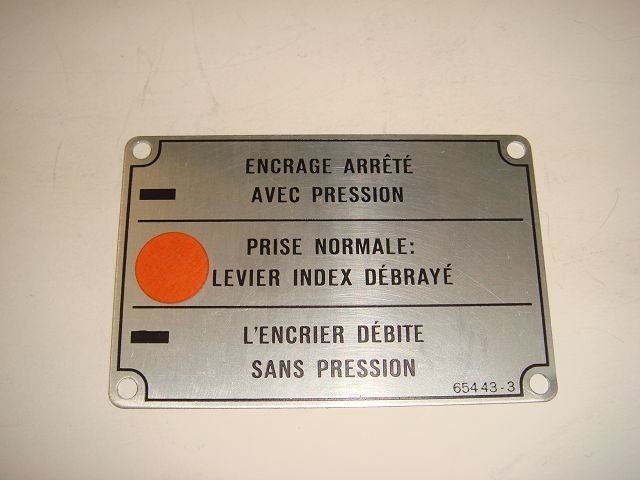 ENCRAGE ARRÊTÉ
AVEC PRESSION
PRISE NORMALE:
LEVIER INDEX DÉBRAYÉ
L'ENCRIER DÉBITE
SANS PRESSION
65443-3